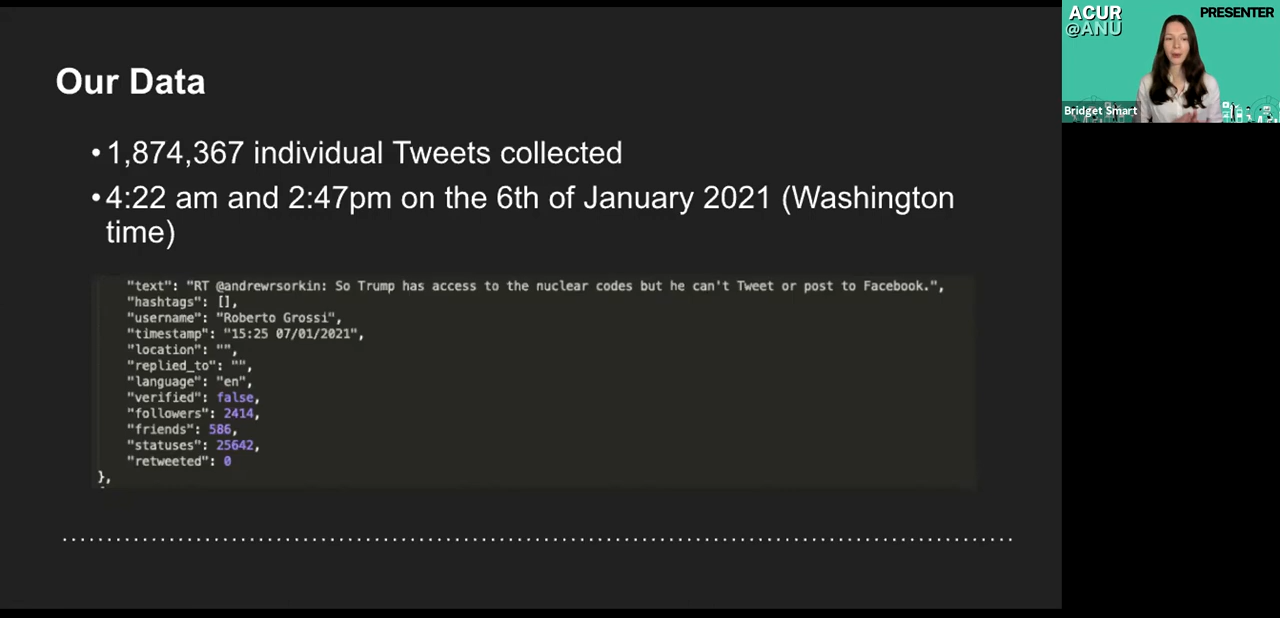 Our Data
•1,874,367 individual Tweets collected
•4:22 am and 2:47pm on the 6th of January 2021 (Washington
time)
"text": "RT @andrewrsorkin: So Trump has access to the nuclear codes but he can't Tweet or post to Facebook.",
"hashtags": [],
"username": "Roberto Grossi",
"timestamp": "15:25 07/01/2021",
"location": "",
"replied_to": "",
"language": "en",
"verified": false,
"followers": 2414,
"friends": 586,
"statuses": 25642,
"retweeted": 0
},
ACUR
@ANU
PRESENTER
Bridget Smart